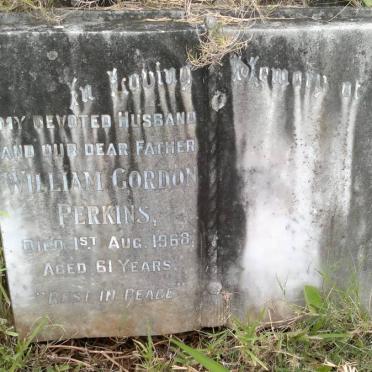 In Loving Memory of
MY DEVOTED HUSBAND
AND OUR DEAR FATHER
WILLIAM GORDON
PERKINS,
DIED 1ST AUG. 1968,
AGED 61 YEARS.
"REST IN PEACE"